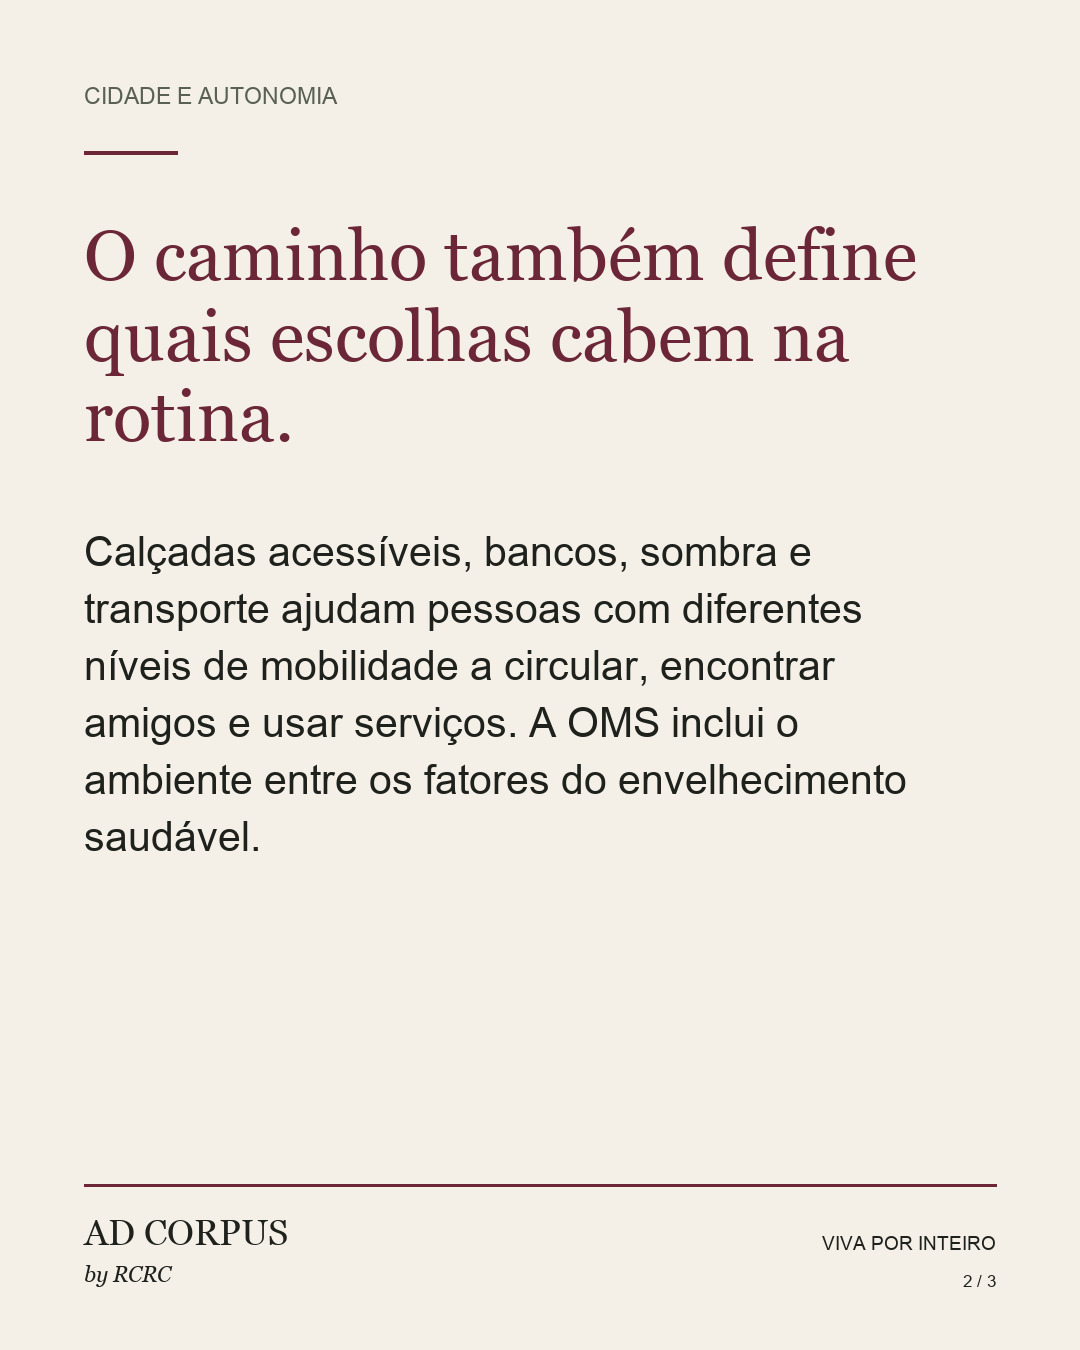 CIDADE E AUTONOMIA
O caminho também define
quais escolhas cabem na
rotina.
Calçadas acessíveis, bancos, sombra e
transporte ajudam pessoas com diferentes
níveis de mobilidade a circular, encontrar
amigos e usar serviços. A OMS inclui o
ambiente entre os fatores do envelhecimento
saudável.
AD CORPUS
by RCRC
VIVA POR INTEIRO
2 / 3